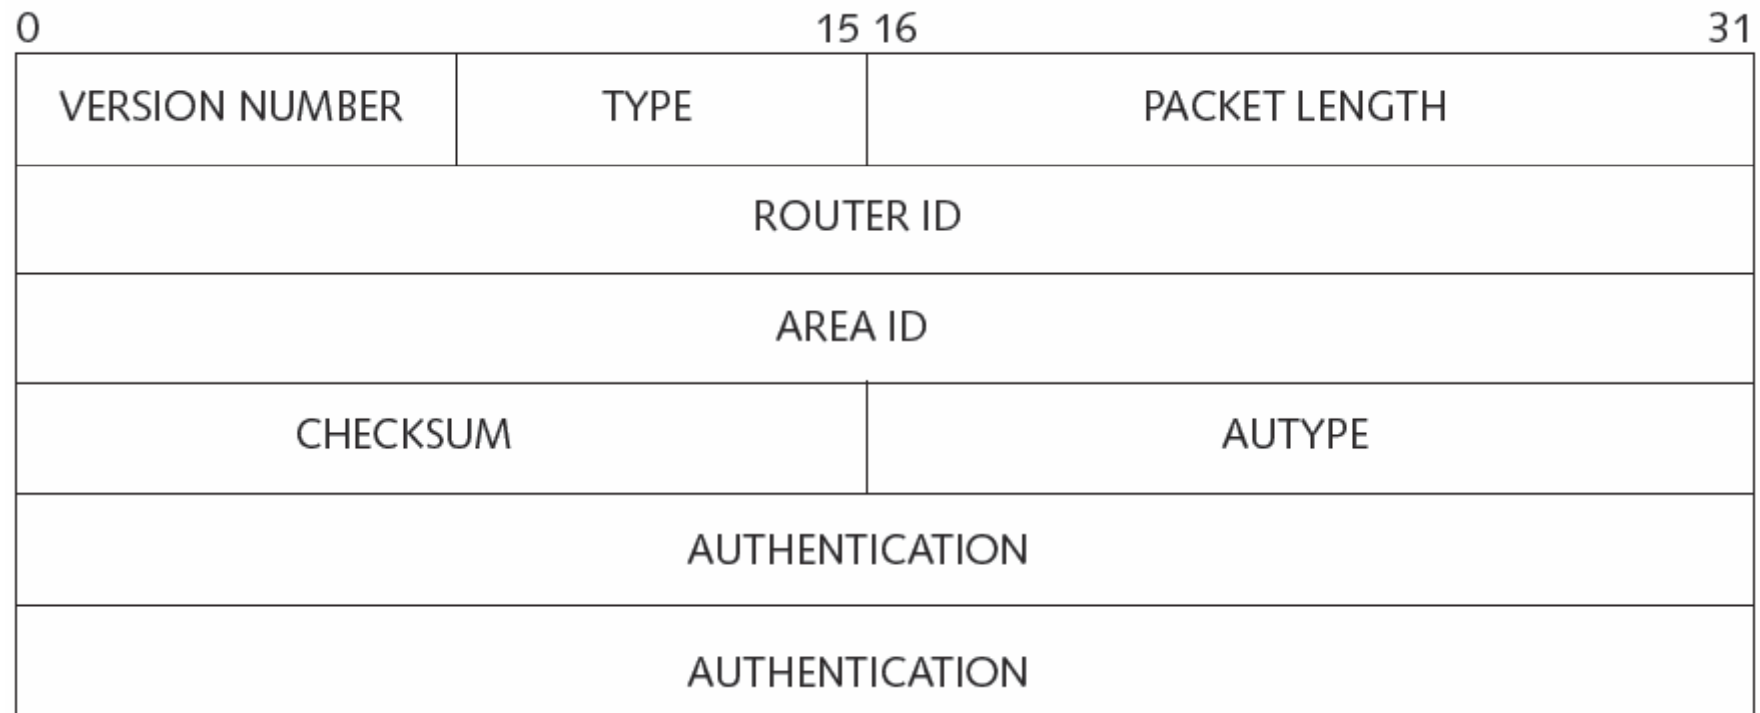 0 15 16 31
VERSION NUMBER TYPE PACKET LENGTH
ROUTER ID
AREA ID
CHECKSUM AUTYPE
AUTHENTICATION
AUTHENTICATION